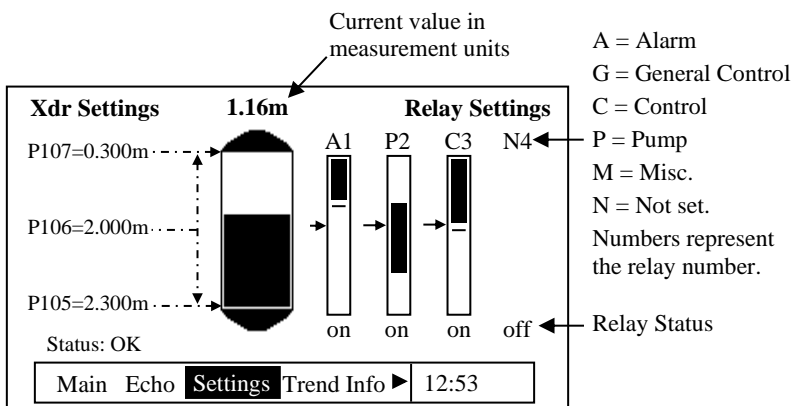 Current value in
measurement units
Xdr Settings 1.16m Relay Settings
A1 P2 C3 N4
P107=0.300m
P106=2.000m
P105=2.300m
on on on off
Status: OK
Main Echo Settings Trend Info 12:53
A = Alarm
G = General Control
C = Control
P = Pump
M = Misc.
N = Not set.
Numbers represent
the relay number.
Relay Status